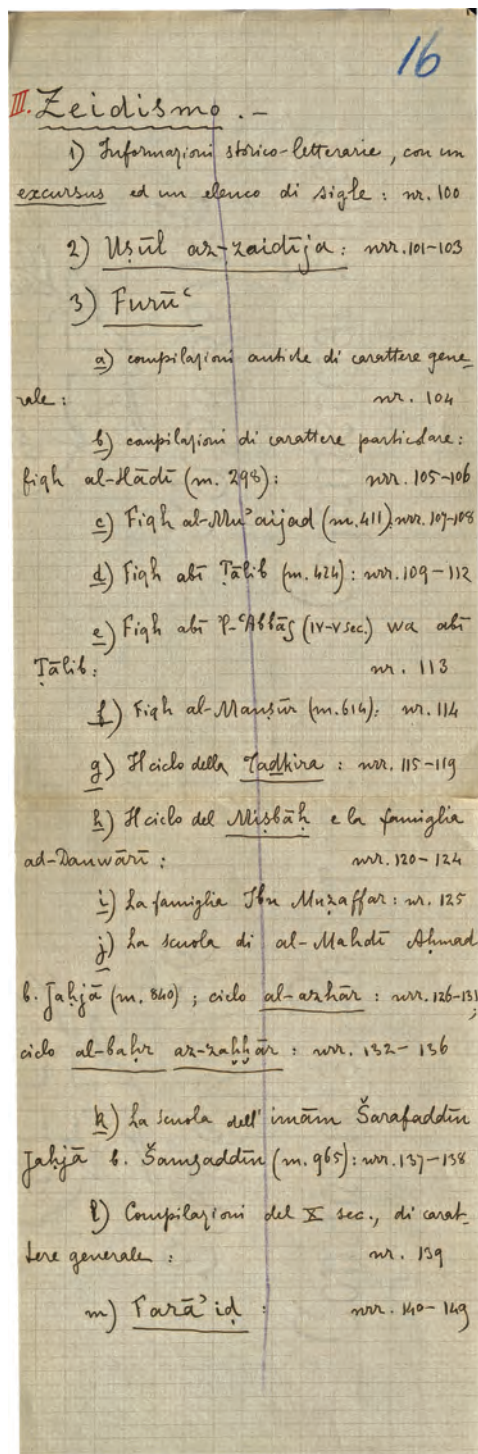 16
III. Zeidismo . —
1) Informazioni storico-letterarie, con un
excursus ed un elenco di sigle : nr. 100
2) Uṣūl az-zaidīja : nrr. 101-103
3) Furūʿ
a) compilazioni antiche di carattere gene-
rale : nr. 104
b) compilazioni di carattere particolare :
fiqh al-Hādī (m. 298) : nrr. 105-106
c) Fiqh al-Muʾaijad (m. 411) : nrr. 107-108
d) Fiqh abī Ṭālib (m. 424) : nrr. 109-112
e) Fiqh abī l-ʿAbbās (IV-V sec.) wa abī
Ṭālib : nr. 113
f) Fiqh al-Manṣūr (m. 614) : nr. 114
g) Il ciclo della Taḏkira : nrr. 115-119
h) Il ciclo del Miṣbāḥ e la famiglia
ad-Dawwārī : nrr. 120-124
i) La famiglia Ibn Muẓaffar : nr. 125
j) La scuola di al-Mahdī Aḥmad
b. Jaḥjā (m. 840) ; ciclo al-azhār : nrr. 126-131 ;
ciclo al-baḥr az-zaḫḫār : nrr. 132-136
k) La scuola dell' imām Šarafaddīn
Jaḥjā b. Šamsaddīn (m. 965) : nrr. 137-138
l) Compilazioni del X sec., di carat-
tere generale : nr. 139
m) Farāʾiḍ : nrr. 140-149